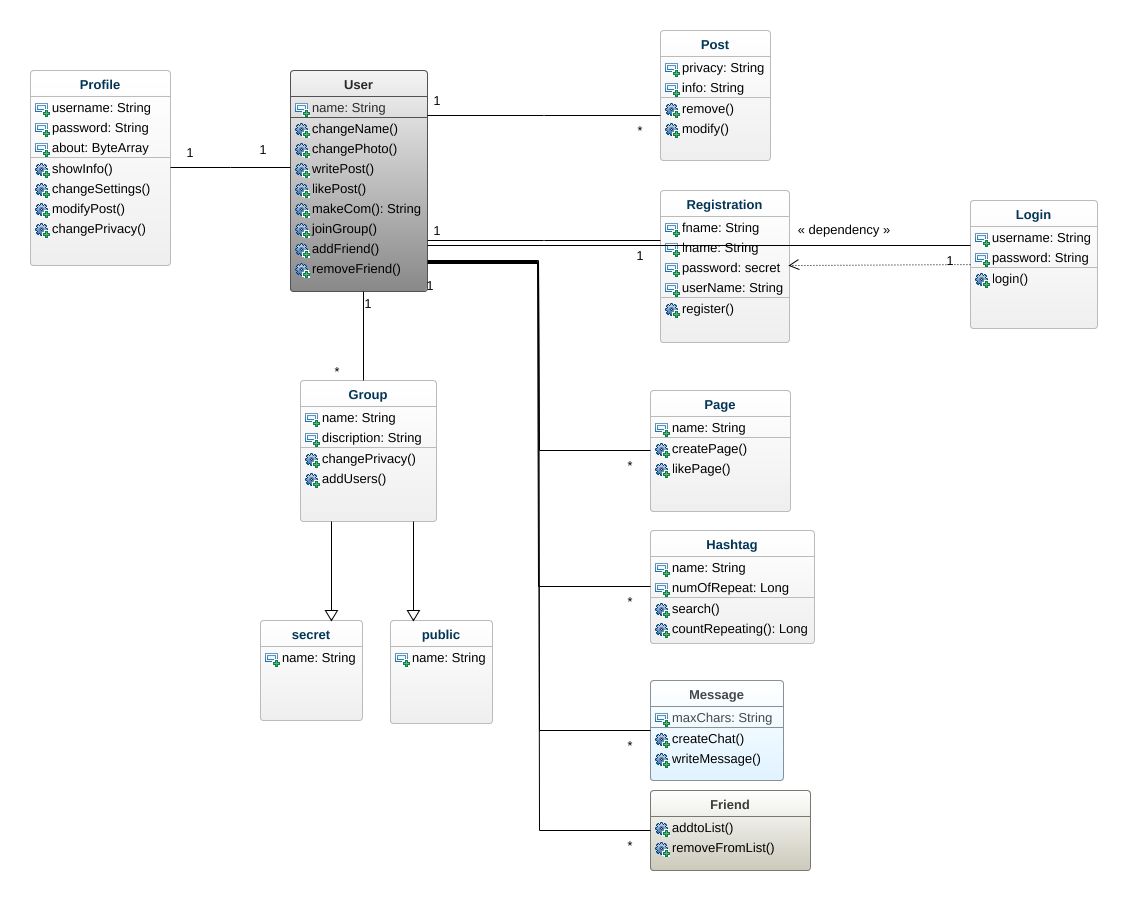 Profile
username: String
password: String
about: ByteArray
showInfo()
changeSettings()
modifyPost()
changePrivacy()
1
1
User
name: String
changeName()
changePhoto()
writePost()
likePost()
makeCom(): String
joinGroup()
addFriend()
removeFriend()
1
*
Post
privacy: String
info: String
remove()
modify()
1
1
Registration
fname: String
lname: String
password: secret
userName: String
register()
« dependency »
1
Login
username: String
password: String
login()
1
1
*
Group
name: String
discription: String
changePrivacy()
addUsers()
secret
name: String
public
name: String
*
Page
name: String
createPage()
likePage()
*
Hashtag
name: String
numOfRepeat: Long
search()
countRepeating(): Long
*
Message
maxChars: String
createChat()
writeMessage()
*
Friend
addtoList()
removeFromList()